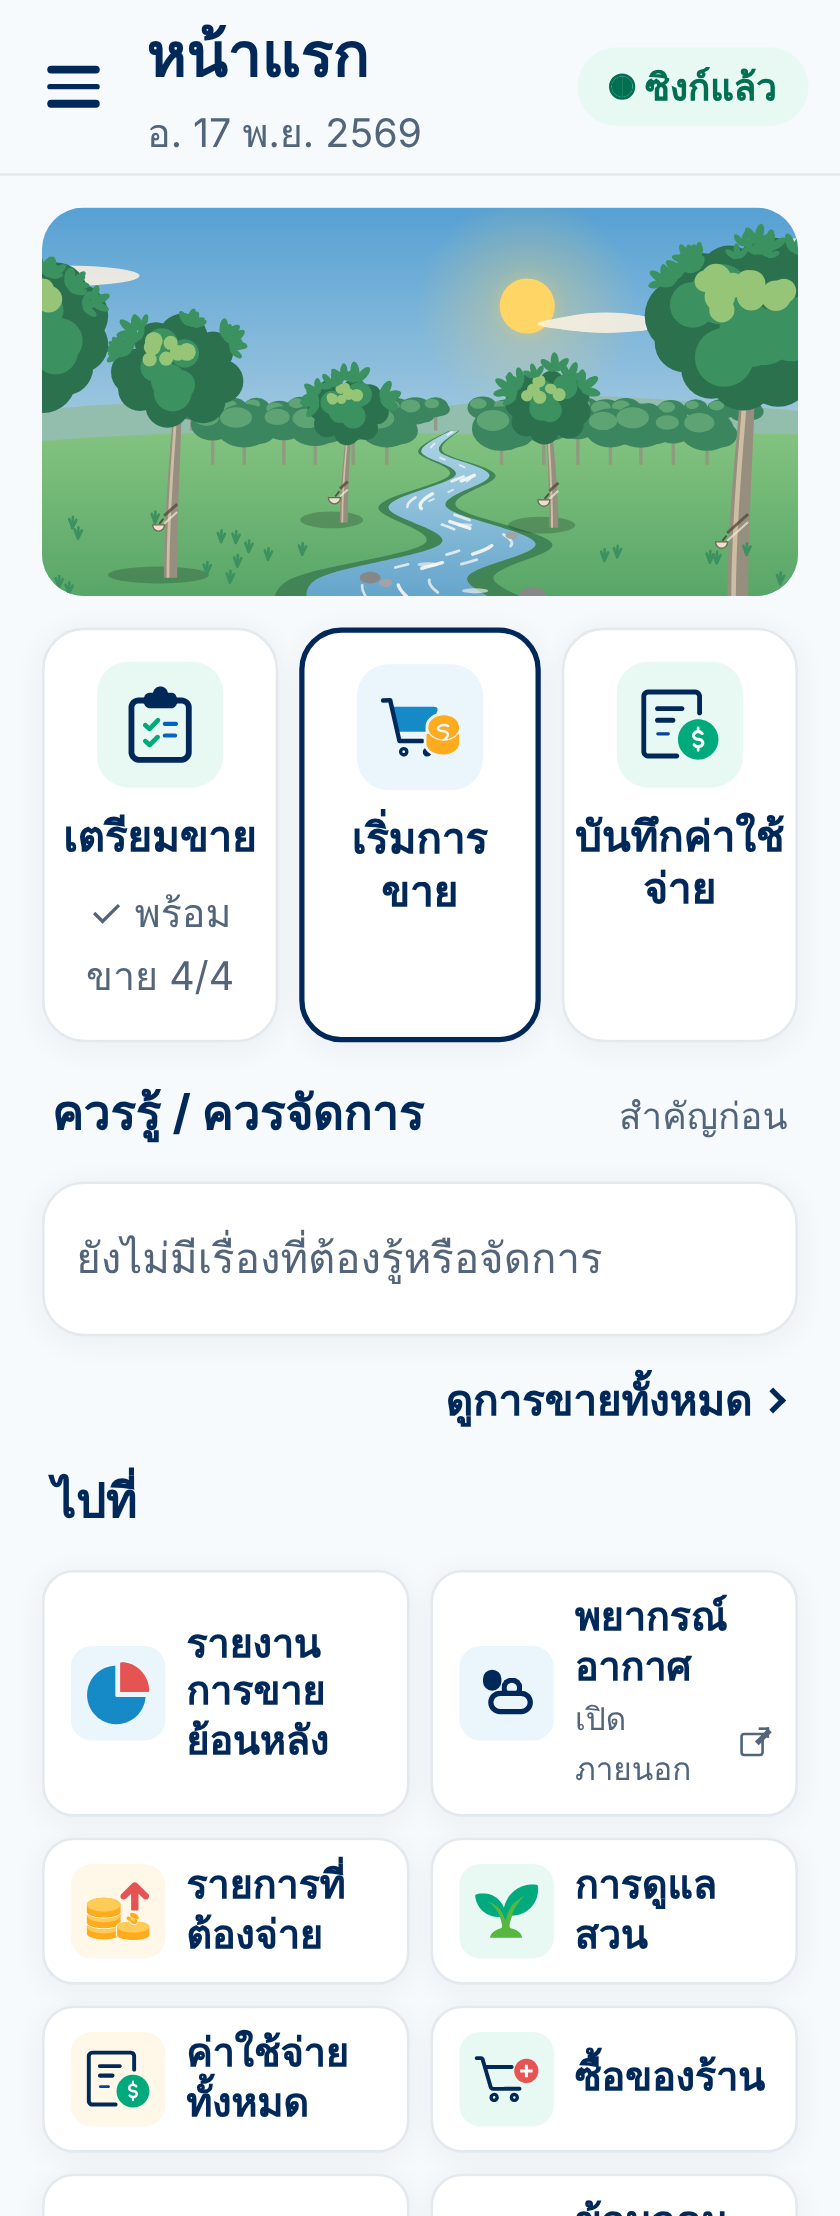 หน้าแรก
อ. 17 พ.ย. 2569
ซิงก์แล้ว
เตรียมขาย
✓ พร้อม
ขาย 4/4
เริ่มการ
ขาย
บันทึกค่าใช้
จ่าย
ควรรู้ / ควรจัดการ
สำคัญก่อน
ยังไม่มีเรื่องที่ต้องรู้หรือจัดการ
ดูการขายทั้งหมด
ไปที่
รายงาน
การขาย
ย้อนหลัง
พยากรณ์
อากาศ
เปิด
ภายนอก
รายการที่
ต้องจ่าย
การดูแล
สวน
ค่าใช้จ่าย
ทั้งหมด
ซื้อของร้าน